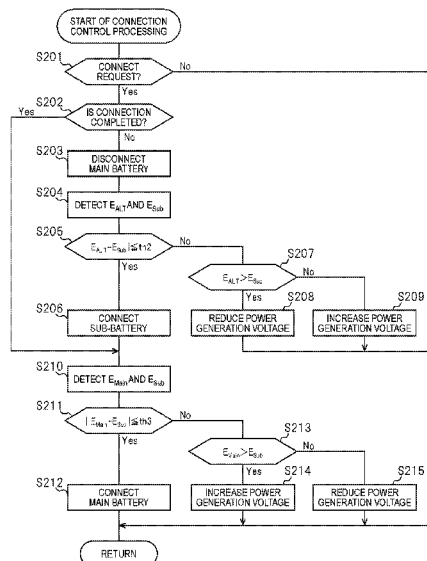 START OF CONNECTION
CONTROL PROCESSING
S201
CONNECT
REQUEST?
No
Yes
S202
Yes
IS CONNECTION
COMPLETED?
No
S203
DISCONNECT
MAIN BATTERY
S204
DETECT EALT AND ESub
S205
EALT-ESub|≦th2
No
Yes
S207
EALT>ESub
No
Yes
S206
CONNECT
SUB-BATTERY
S208
REDUCE POWER
GENERATION VOLTAGE
S209
INCREASE POWER
GENERATION VOLTAGE
S210
DETECT EMain AND ESub
S211
|EMain-ESub|≦th3
No
Yes
S213
EMain>ESub
No
Yes
S212
CONNECT
MAIN BATTERY
S214
INCREASE POWER
GENERATION VOLTAGE
S215
REDUCE POWER
GENERATION VOLTAGE
RETURN